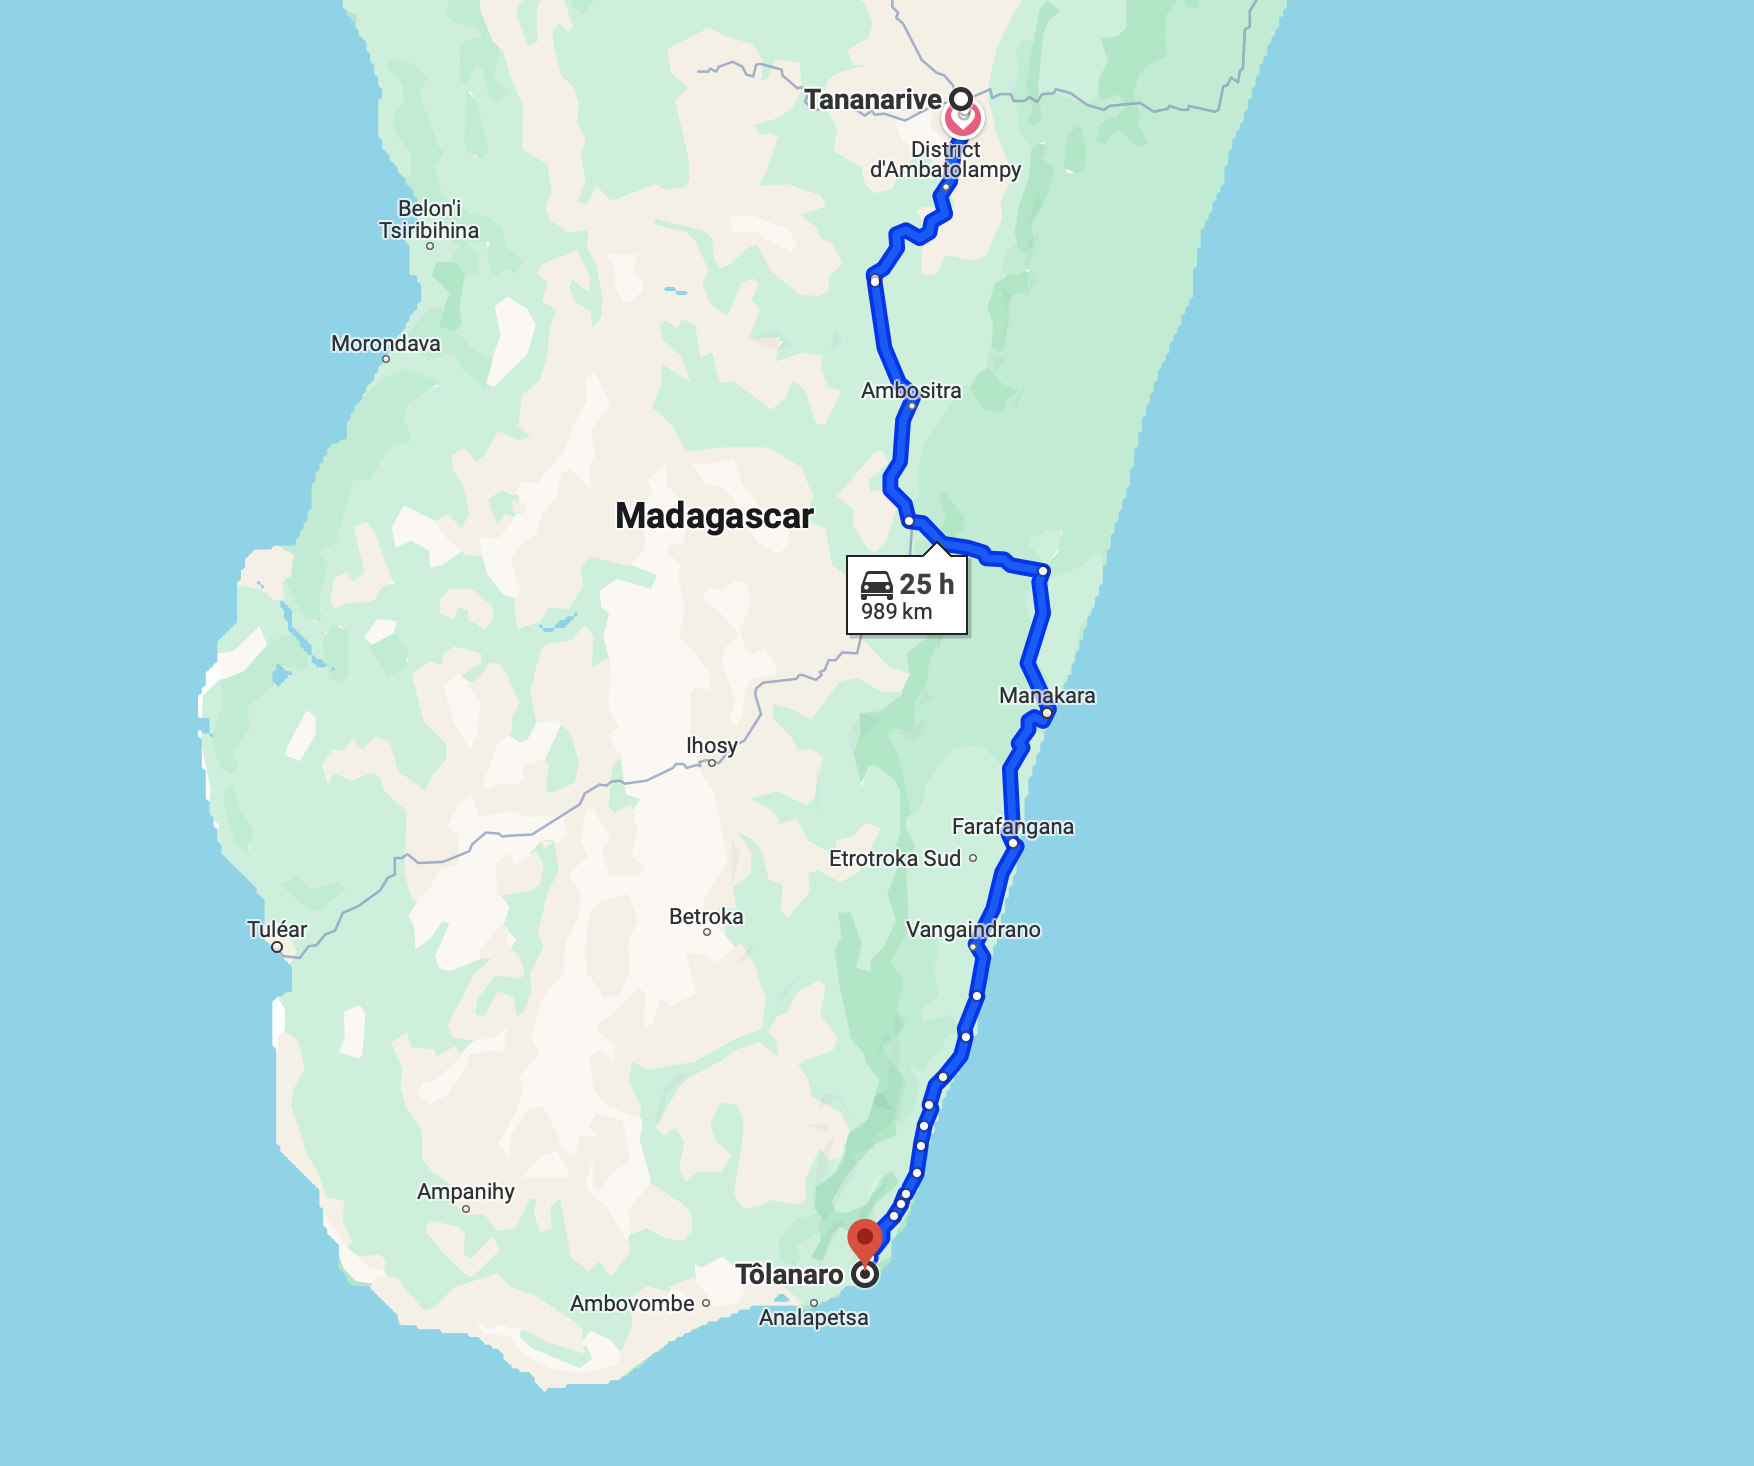 Tananarive
District
d'Ambatolampy
Belon'i
Tsiribihina
Morondava
Ambositra
Madagascar
25 h
989 km
Manakara
Ihosy
Farafangana
Etrotroka Sud
Betroka
Vangaindrano
Tuléar
Ampanihy
Tôlanaro
Ambovombe
Analapetsa